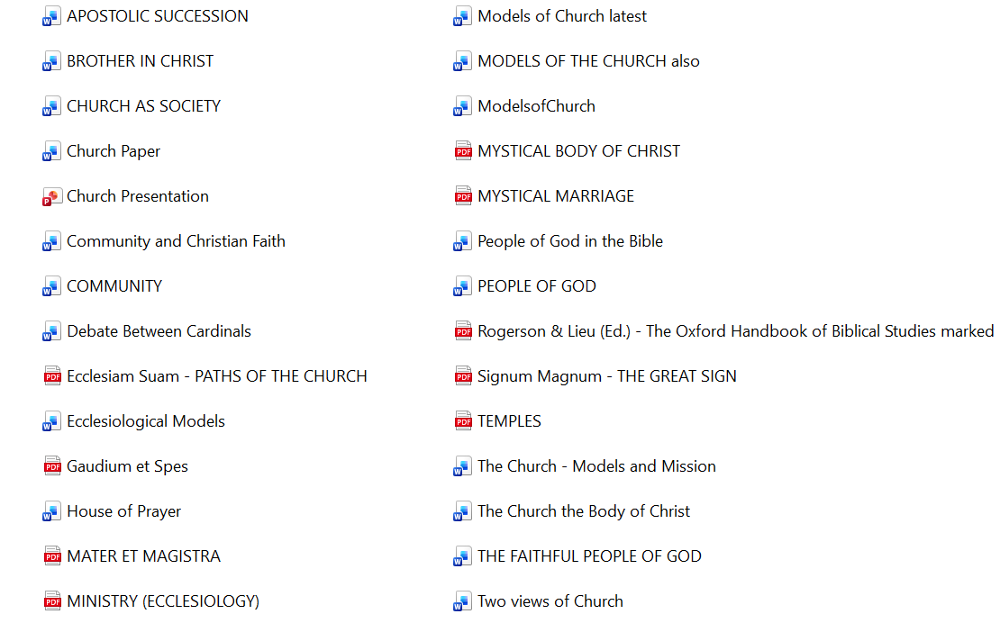 APOSTOLIC SUCCESSION
BROTHER IN CHRIST
CHURCH AS SOCIETY
Church Paper
Church Presentation
Community and Christian Faith
COMMUNITY
Debate Between Cardinals
Ecclesiam Suam - PATHS OF THE CHURCH
Ecclesiological Models
Gaudium et Spes
House of Prayer
MATER ET MAGISTRA
MINISTRY (ECCLESIOLOGY)
Models of Church latest
MODELS OF THE CHURCH also
ModelsofChurch
MYSTICAL BODY OF CHRIST
MYSTICAL MARRIAGE
People of God in the Bible
PEOPLE OF GOD
Rogerson & Lieu (Ed.) - The Oxford Handbook of Biblical Studies marked
Signum Magnum - THE GREAT SIGN
TEMPLES
The Church - Models and Mission
The Church the Body of Christ
THE FAITHFUL PEOPLE OF GOD
Two views of Church